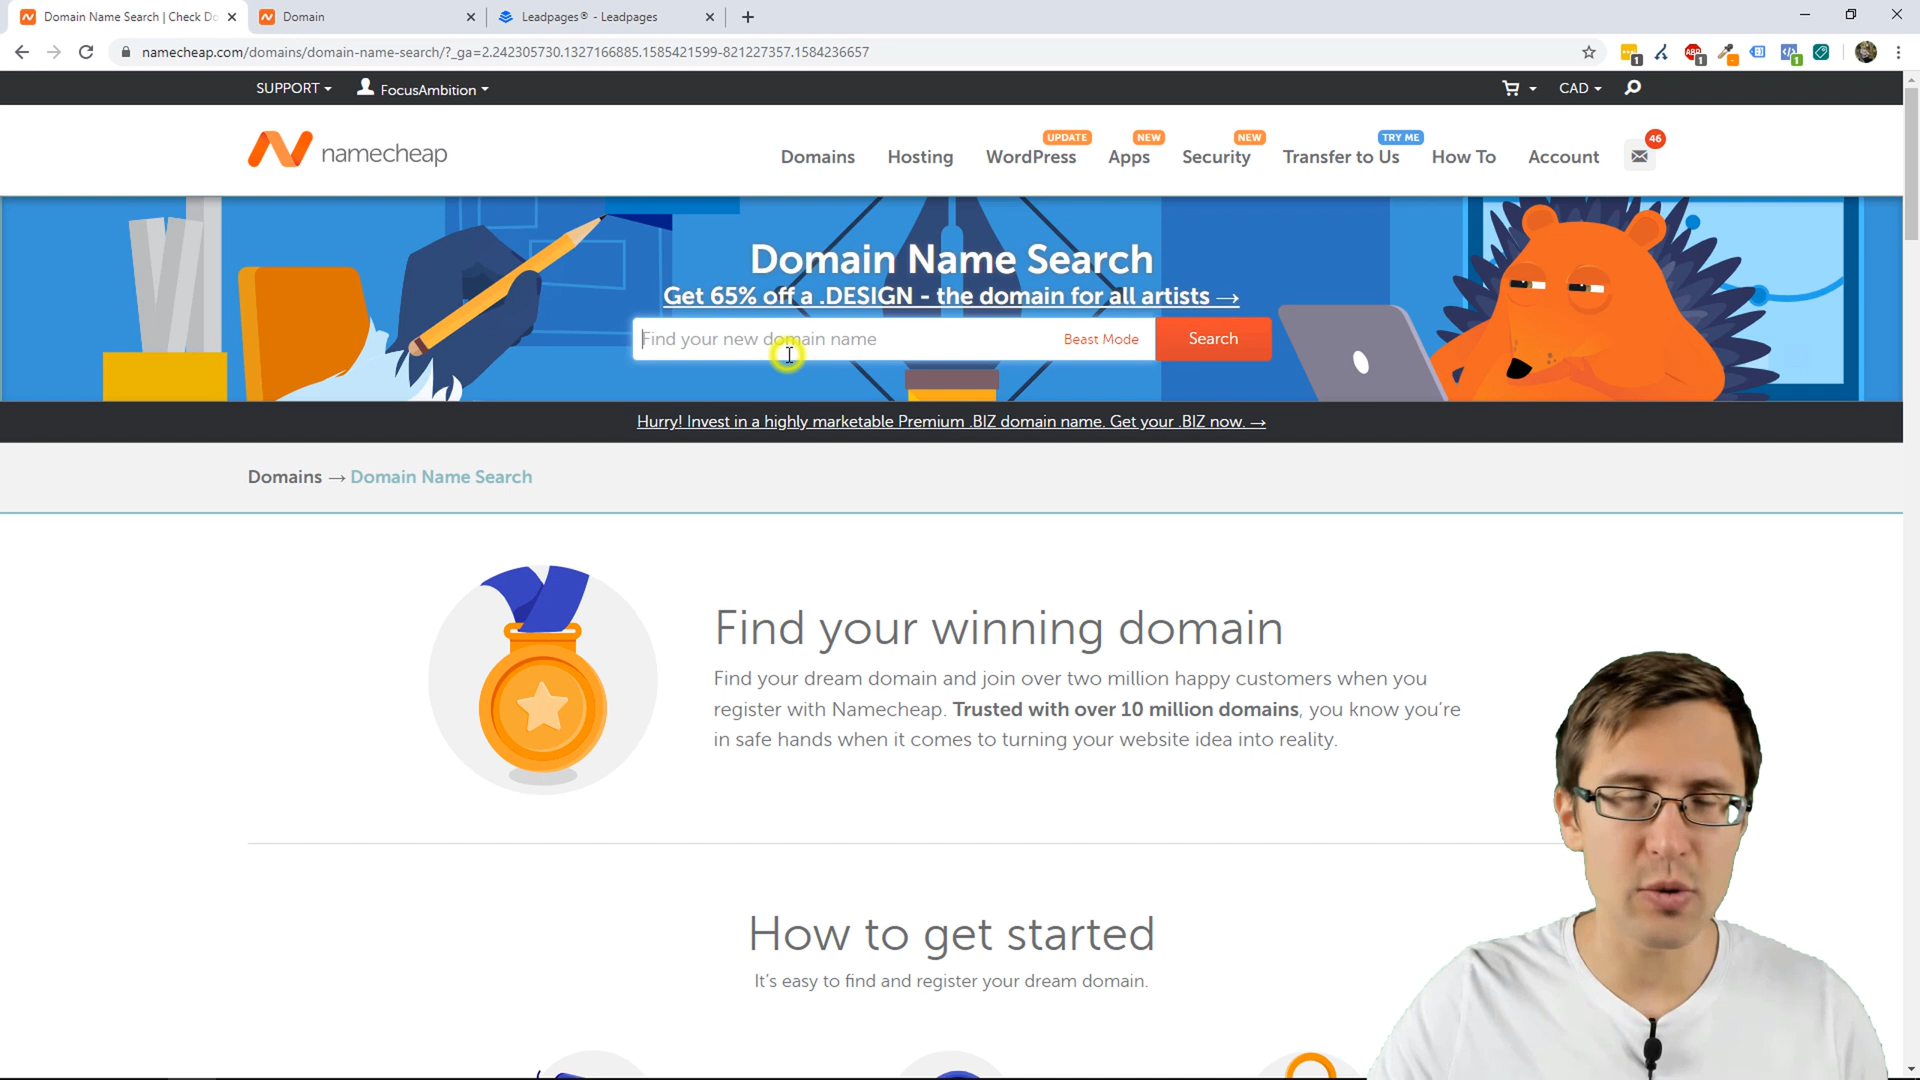 Domain Name Search | Check Do
Domain
Leadpages® - Leadpages
namecheap.com/domains/domain-name-search/?_ga=2.242305730.1327166885.1585421599-821227357.1584236657
1
ABP
1
1
SUPPORT
FocusAmbition
CAD
namecheap
UPDATE
NEW
NEW
TRY ME
46
Domains
Hosting
WordPress
Apps
Security
Transfer to Us
How To
Account
Domain Name Search
Get 65% off a .DESIGN - the domain for all artists →
Find your new domain name
Beast Mode
Search
Hurry! Invest in a highly marketable Premium .BIZ domain name. Get your .BIZ now. →
Domains → Domain Name Search
Find your winning domain
Find your dream domain and join over two million happy customers when you
register with Namecheap. Trusted with over 10 million domains, you know you're
in safe hands when it comes to turning your website idea into reality.
How to get started
It's easy to find and register your dream domain.